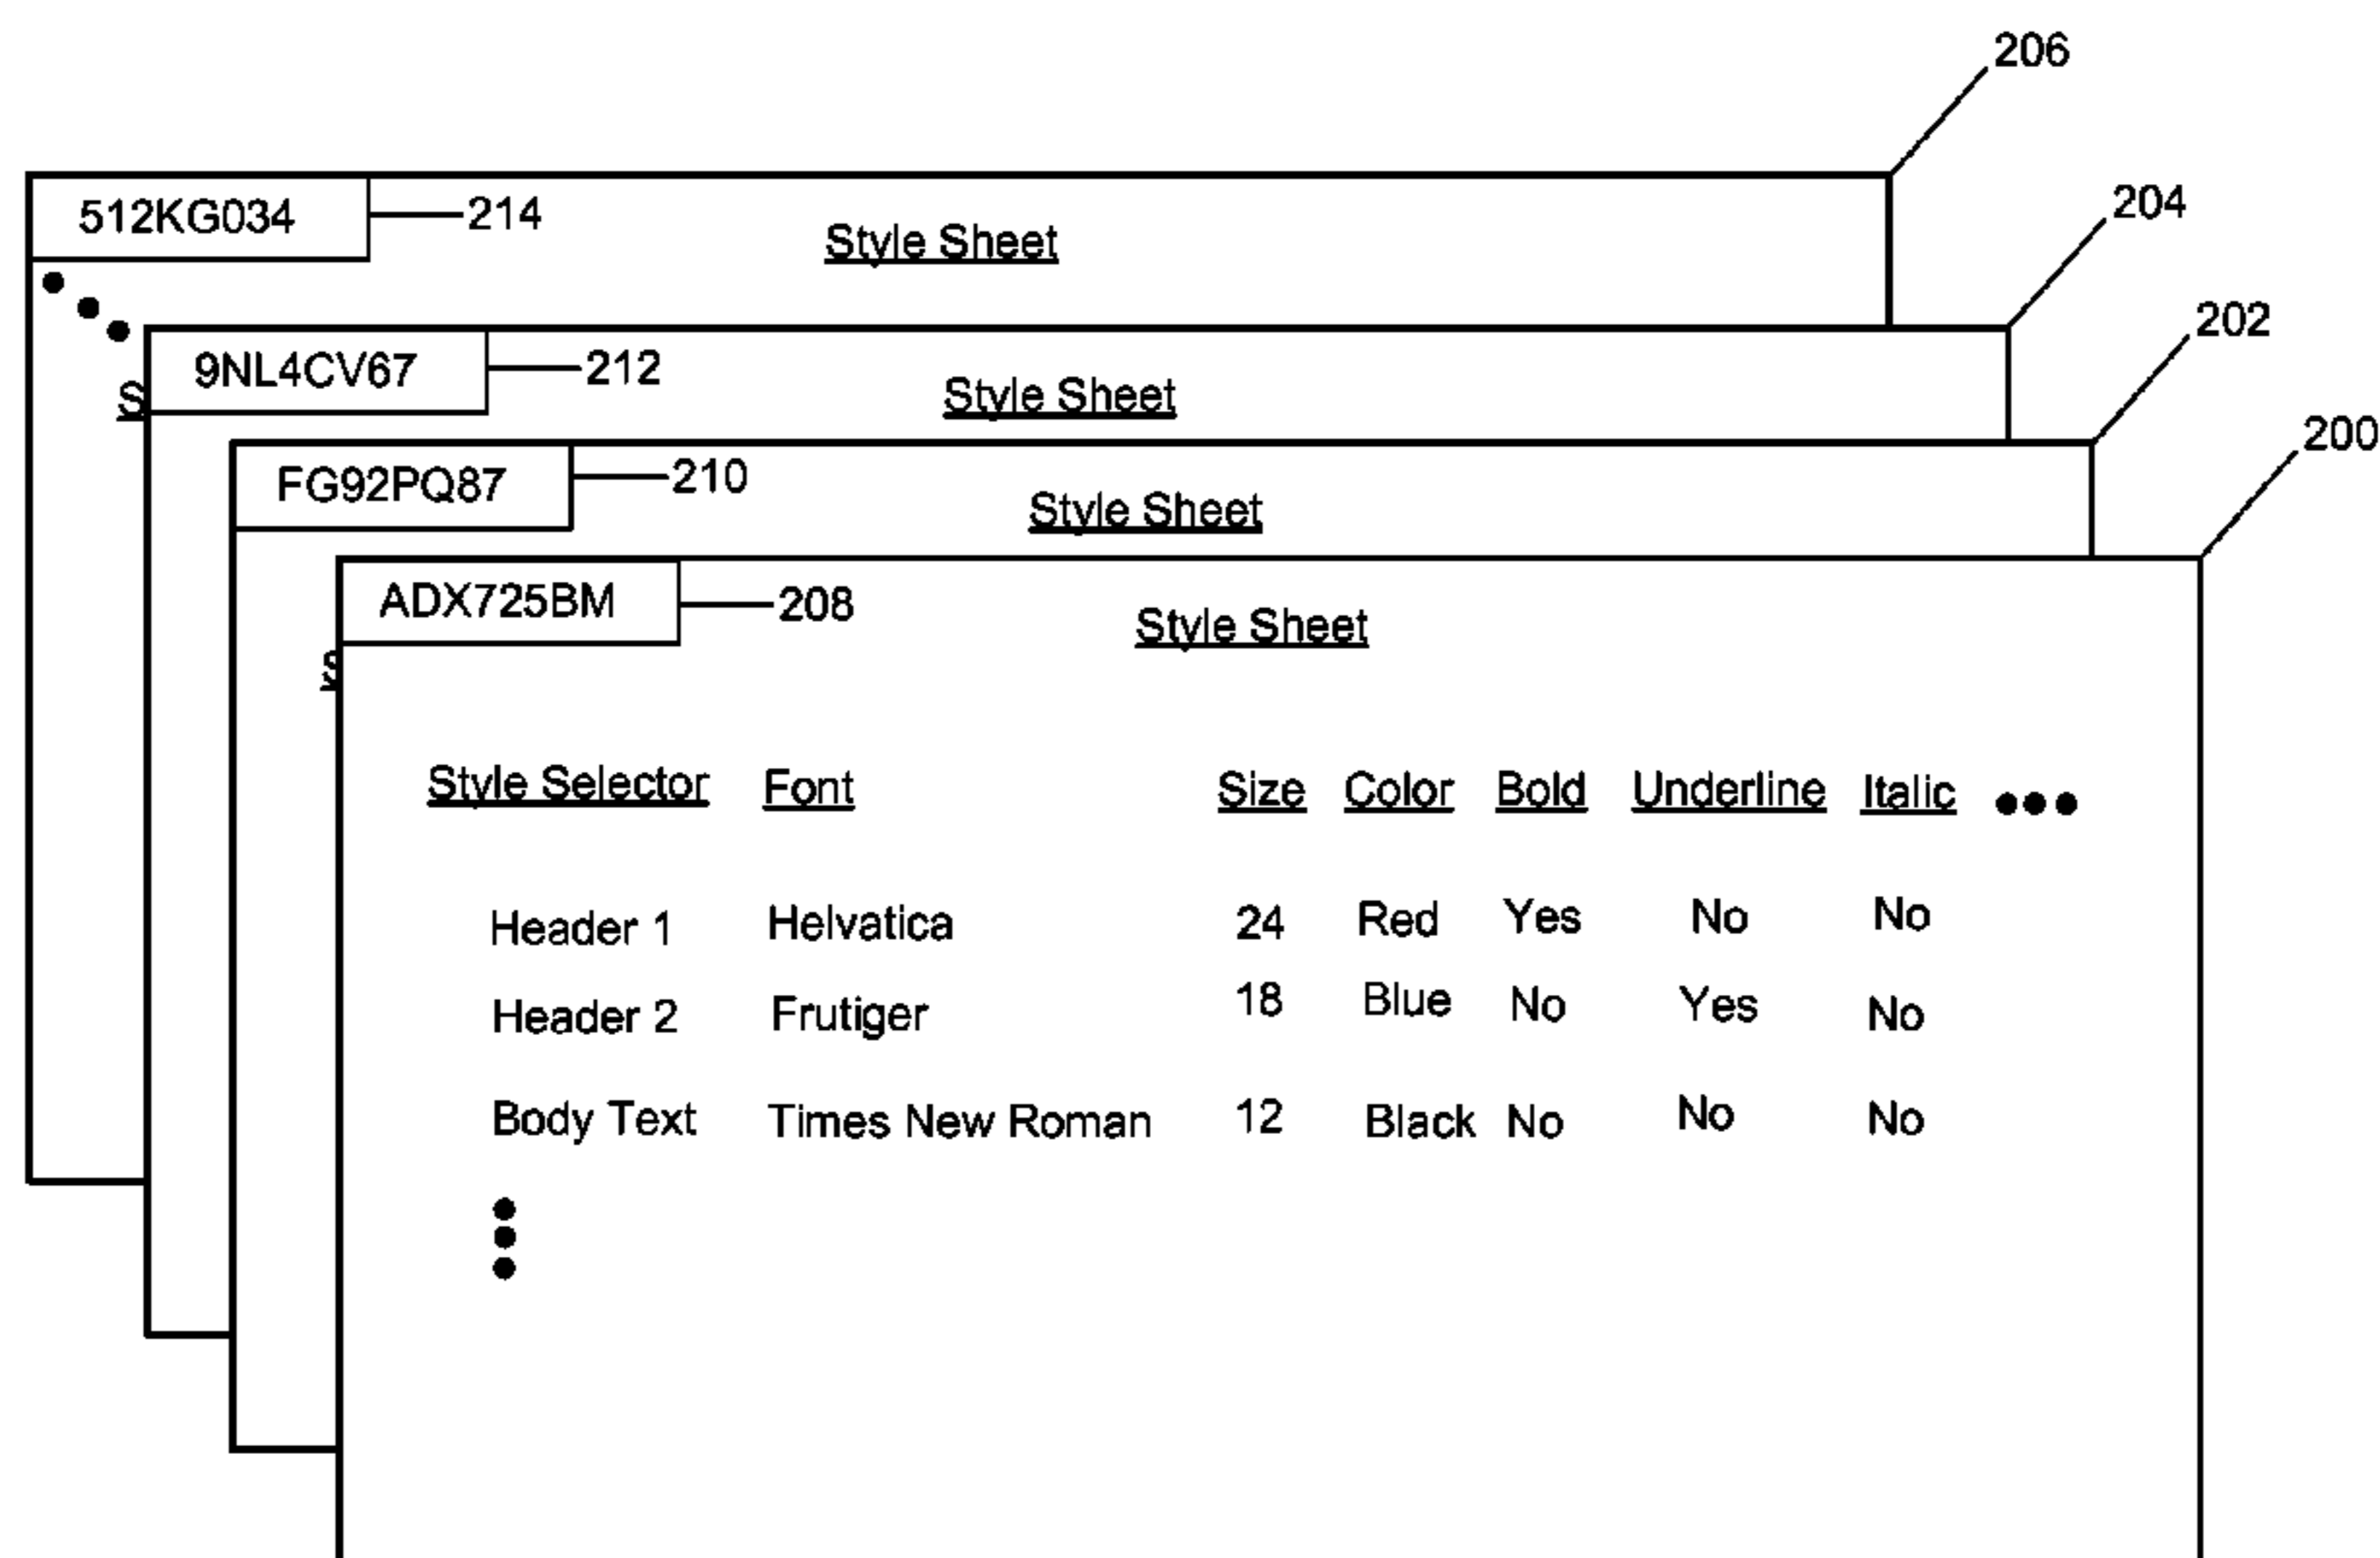 206
512KG034 214 Style Sheet
204
9NL4CV67 212 Style Sheet
S
202
FG92PQ87 210 Style Sheet
200
ADX725BM 208 Style Sheet
S
Style Selector Font Size Color Bold Underline Italic
Header 1 Helvatica 24 Red Yes No No
Header 2 Frutiger 18 Blue No Yes No
Body Text Times New Roman 12 Black No No No